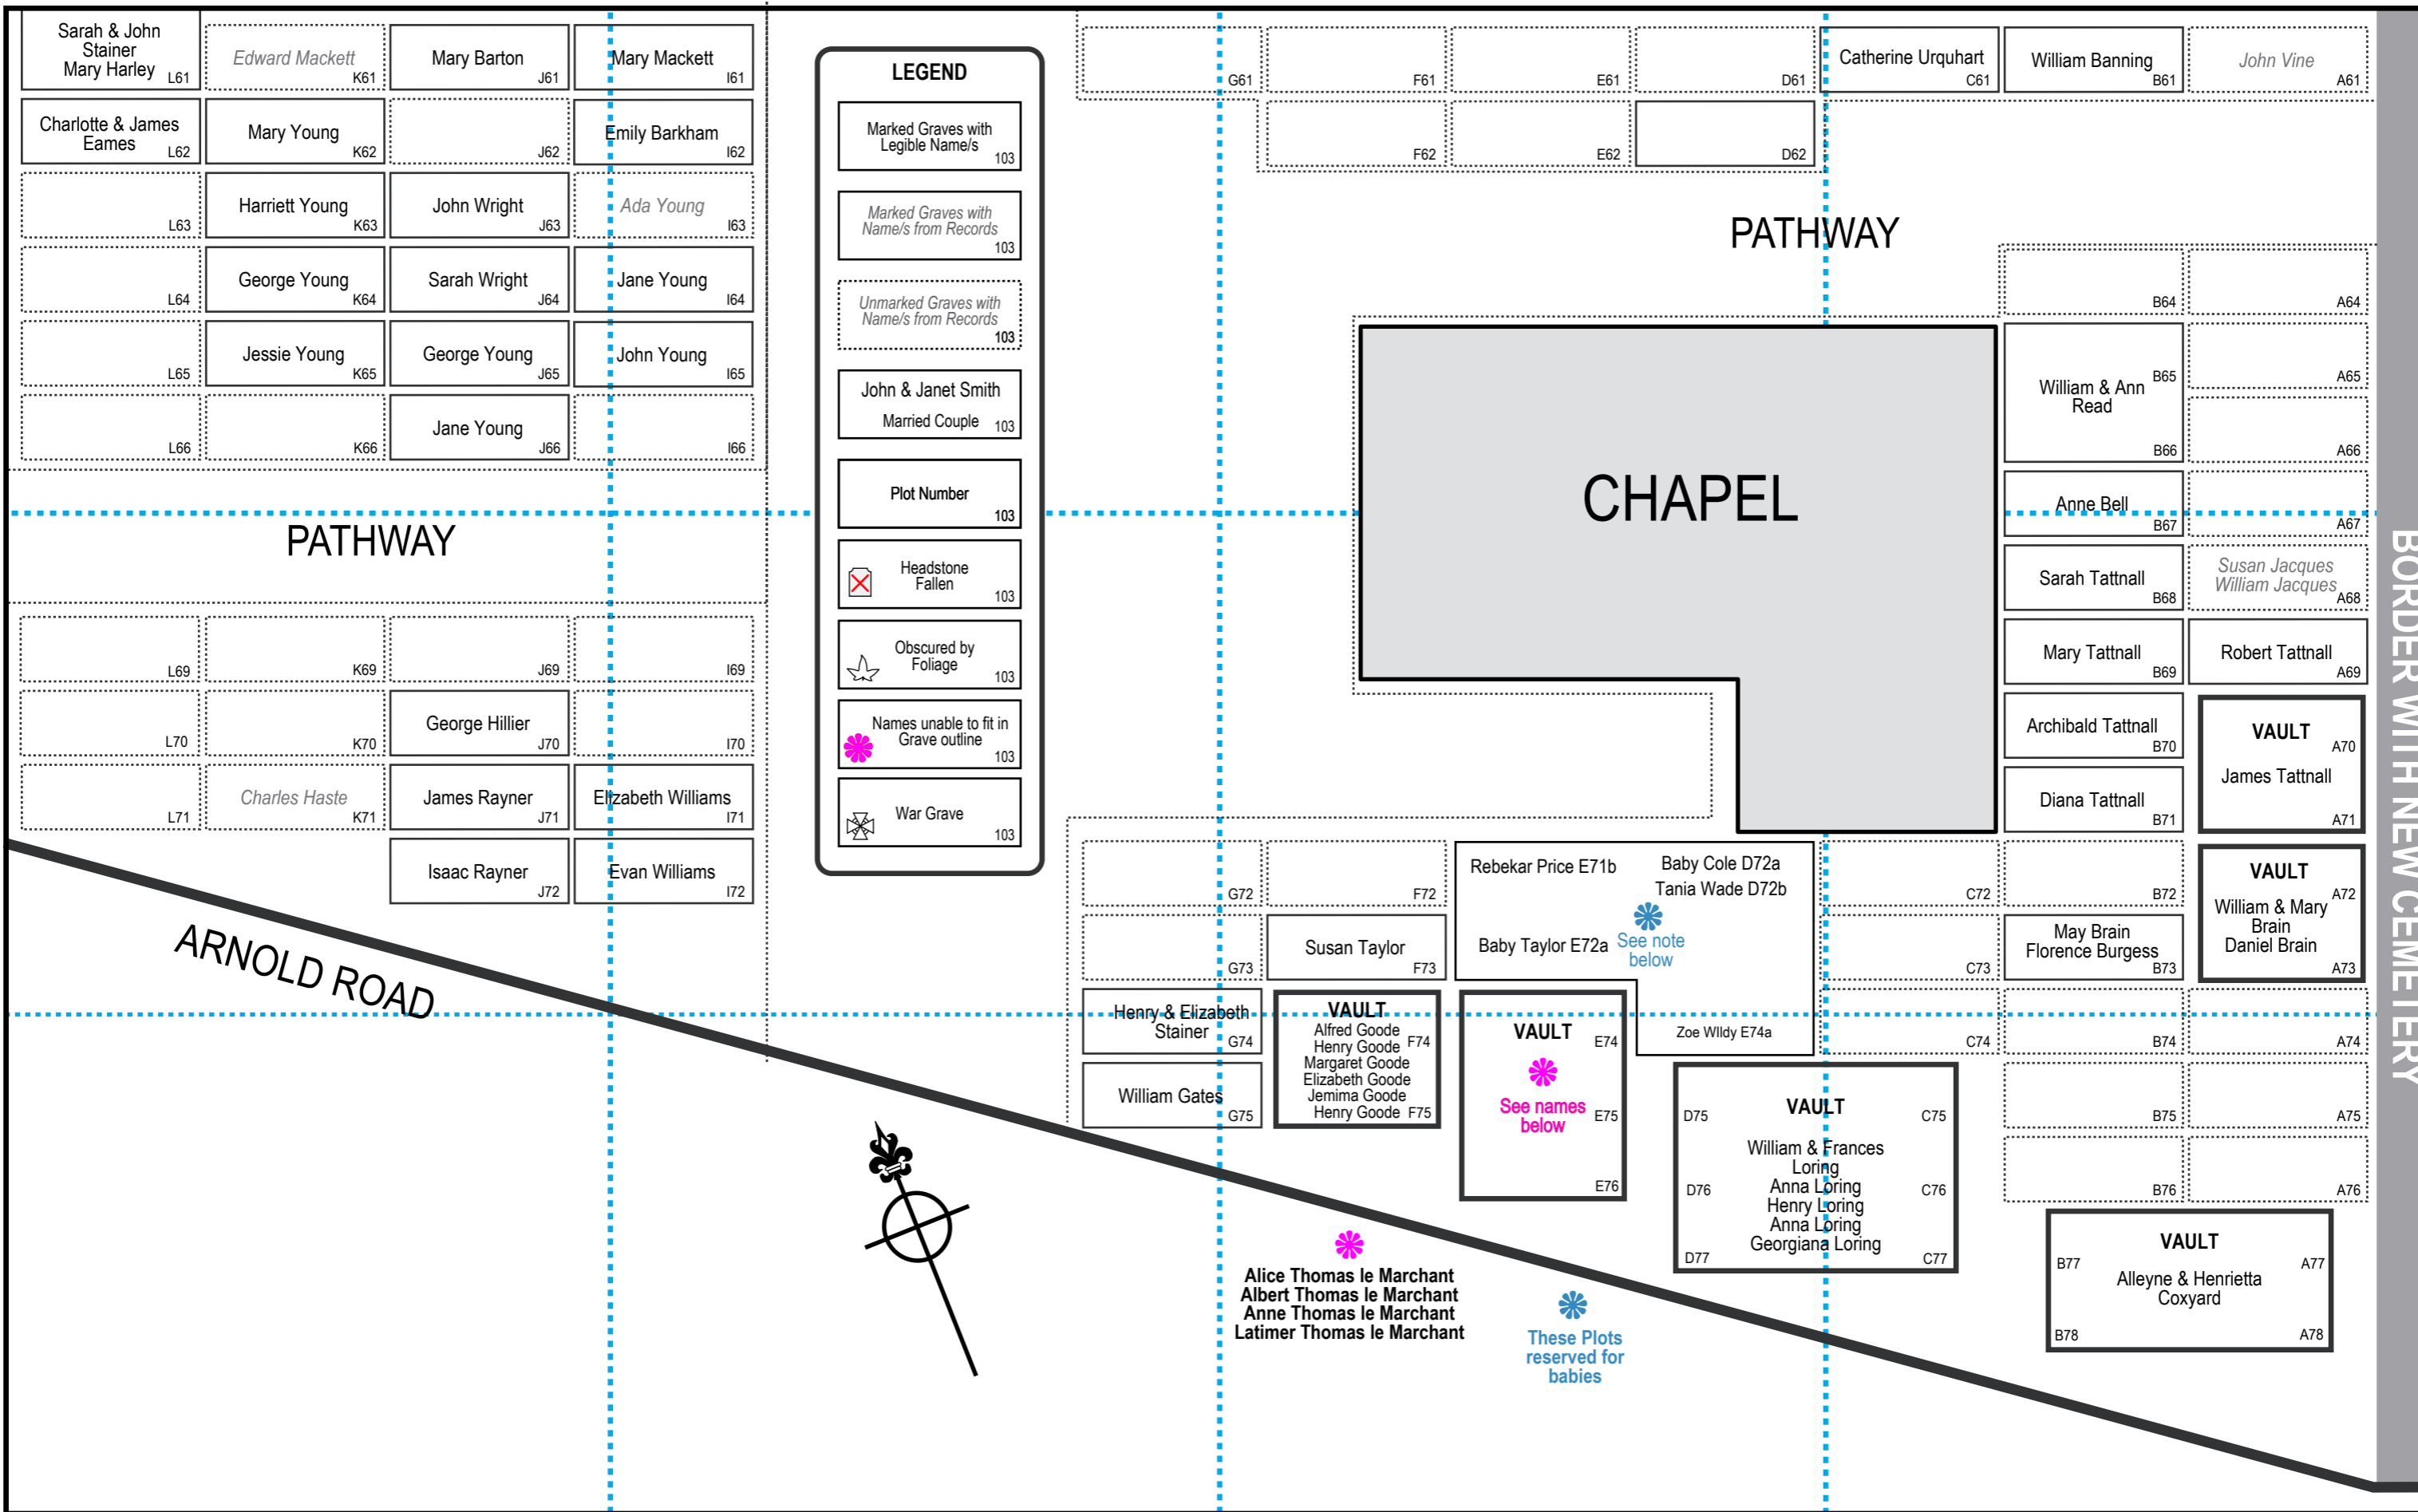 Sarah & John
Stainer
Mary Harley L61
Edward Mackett
K61
Mary Barton
J61
Mary Mackett
I61
Charlotte & James
Eames
L62
Mary Young
K62
J62
Emily Barkham
I62
L63
Harriett Young
K63
John Wright
J63
Ada Young
I63
L64
George Young
K64
Sarah Wright
J64
Jane Young
I64
L65
Jessie Young
K65
George Young
J65
John Young
I65
L66
K66
Jane Young
J66
I66
PATHWAY
L69
K69
J69
I69
L70
K70
George Hillier
J70
I70
L71
Charles Haste
K71
James Rayner
J71
Elizabeth Williams
I71
Isaac Rayner
J72
Evan Williams
I72
ARNOLD ROAD
LEGEND
Marked Graves with
Legible Name/s
103
Marked Graves with
Name/s from Records
103
Unmarked Graves with
Name/s from Records
103
John & Janet Smith
Married Couple 103
Plot Number
103
Headstone
Fallen
103
Obscured by
Foliage
103
Names unable to fit in
Grave outline
103
War Grave
103
G61
F61
E61
D61
Catherine Urquhart
C61
William Banning
B61
John Vine
A61
F62
E62
D62
PATHWAY
B64
A64
CHAPEL
William & Ann
Read
B65
B66
A65
A66
Anne Bell
B67
A67
Sarah Tattnall
B68
Susan Jacques
William Jacques
A68
Mary Tattnall
B69
Robert Tattnall
A69
Archibald Tattnall
B70
VAULT
A70
James Tattnall
A71
Diana Tattnall
B71
G72
F72
Rebekar Price E71b
Baby Cole D72a
Tania Wade D72b
Baby Taylor E72a
See note
below
Zoe WIldy E74a
C72
B72
VAULT
A72
William & Mary
Brain
Daniel Brain
A73
G73
Susan Taylor
F73
C73
May Brain
Florence Burgess
B73
Henry & Elizabeth
Stainer
G74
VAULT
Alfred Goode
Henry Goode F74
Margaret Goode
Elizabeth Goode
Jemima Goode
Henry Goode F75
VAULT
E74
See names
below
E75
E76
C74
B74
A74
William Gates
G75
VAULT
D75
C75
William & Frances
Loring
Anna Loring
D76
C76
Henry Loring
Anna Loring
Georgiana Loring
D77
C77
B75
A75
B76
A76
VAULT
B77
A77
Alleyne & Henrietta
Coxyard
B78
A78
Alice Thomas le Marchant
Albert Thomas le Marchant
Anne Thomas le Marchant
Latimer Thomas le Marchant
These Plots
reserved for
babies
BORDER WITH NEW CEMETERY